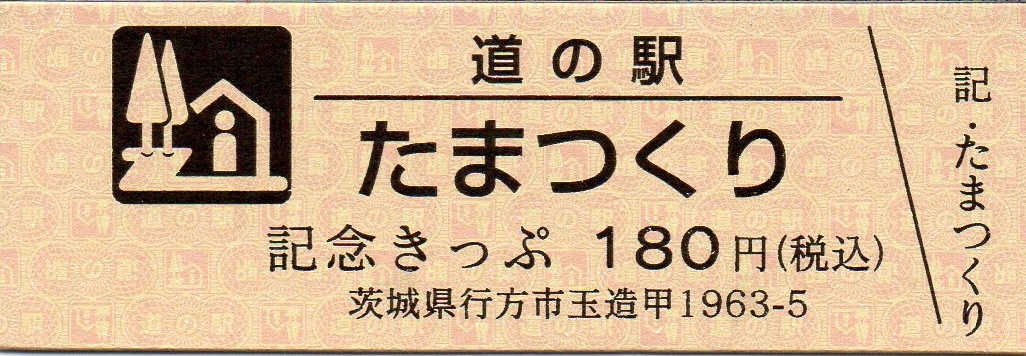 道の駅
たまつくり
記念きっぷ 180円(税込)
茨城県行方市玉造甲1963-5
記・たまつくり